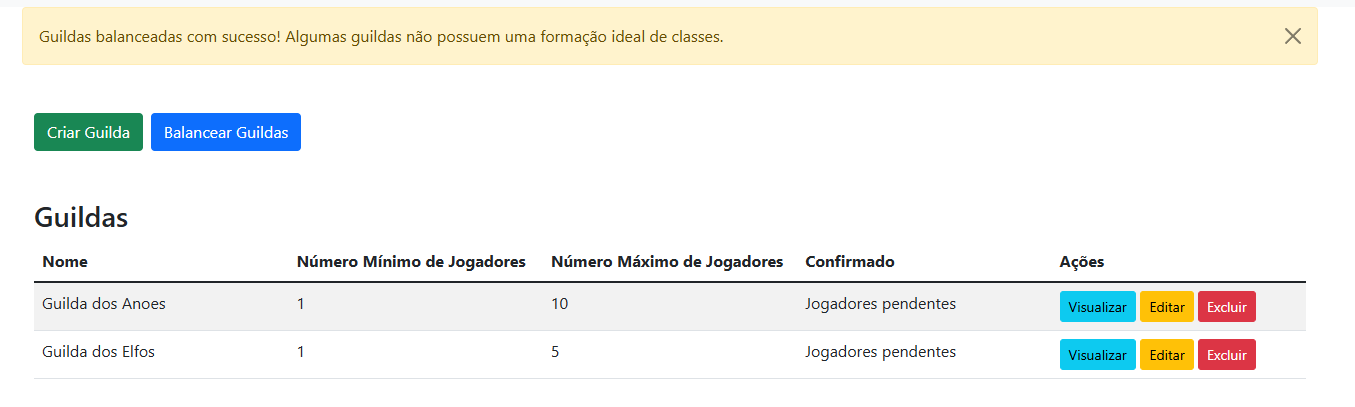 Guildas balanceadas com sucesso! Algumas guildas não possuem uma formação ideal de classes.
Criar Guilda Balancear Guildas
Guildas
Nome Número Mínimo de Jogadores Número Máximo de Jogadores Confirmado Ações
Guilda dos Anoes 1 10 Jogadores pendentes Visualizar Editar Excluir
Guilda dos Elfos 1 5 Jogadores pendentes Visualizar Editar Excluir